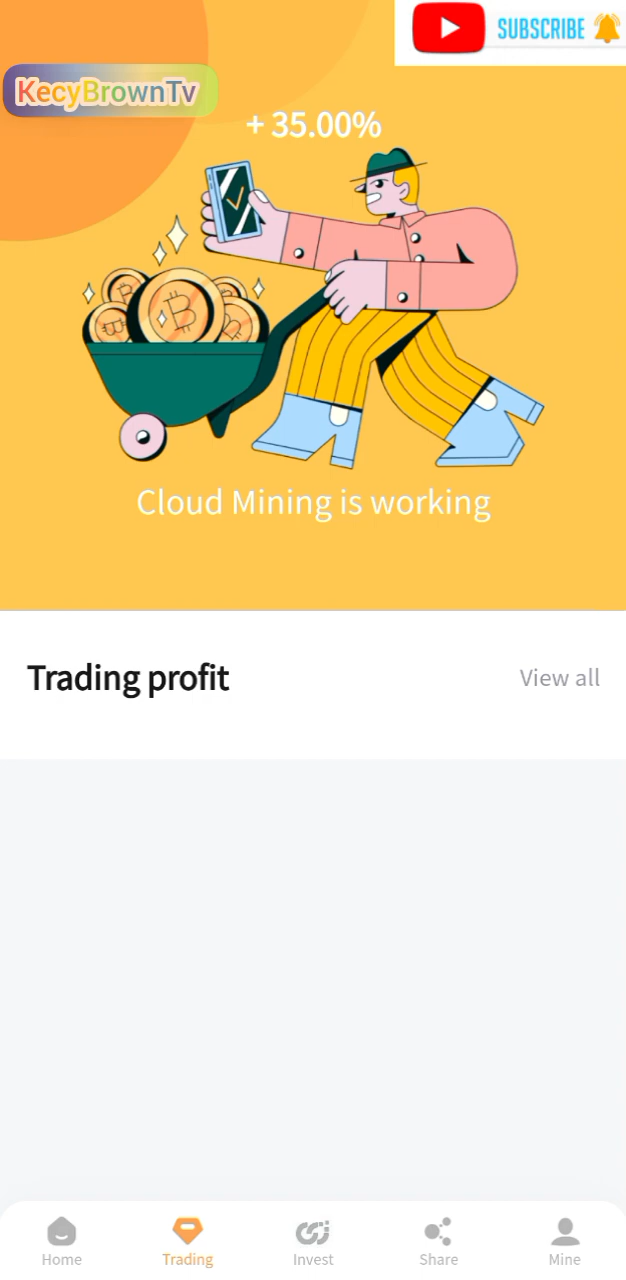 SUBSCRIBE
KecyBrownTv
+ 35.00%
Cloud Mining is working
Trading profit
View all
Home
Trading
Invest
Share
Mine